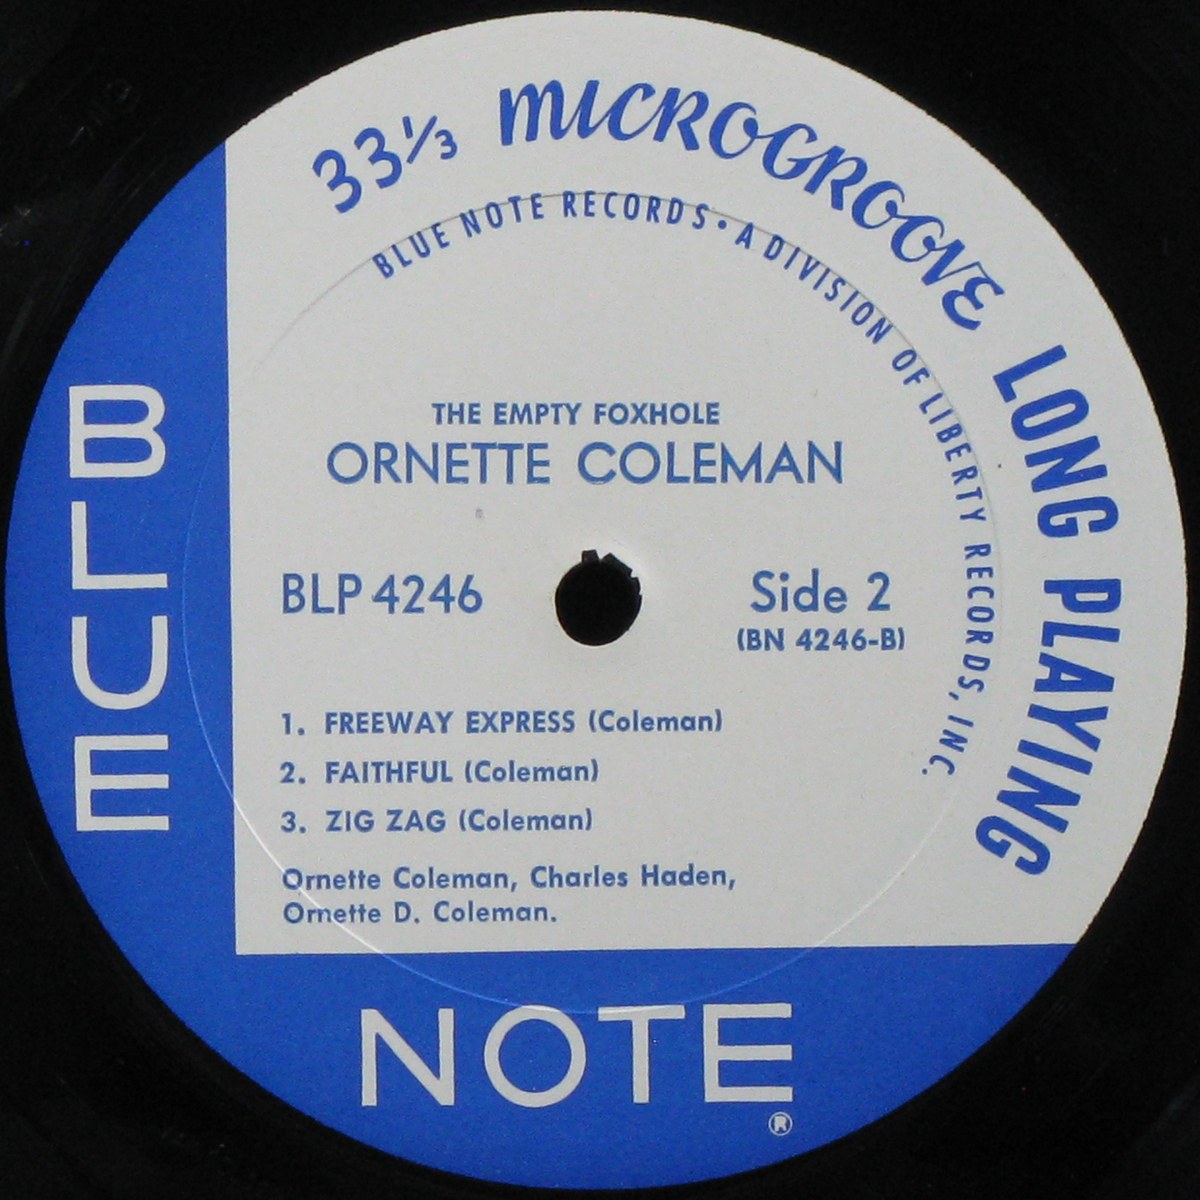 33⅓ MICROGROOVE LONG PLAYING
BLUE NOTE RECORDS • A DIVISION OF LIBERTY RECORDS, INC.
THE EMPTY FOXHOLE
ORNETTE COLEMAN
BLP 4246
Side 2
(BN 4246-B)
1. FREEWAY EXPRESS (Coleman)
2. FAITHFUL (Coleman)
3. ZIG ZAG (Coleman)
Ornette Coleman, Charles Haden,
Ornette D. Coleman.
BLUE
NOTE
®